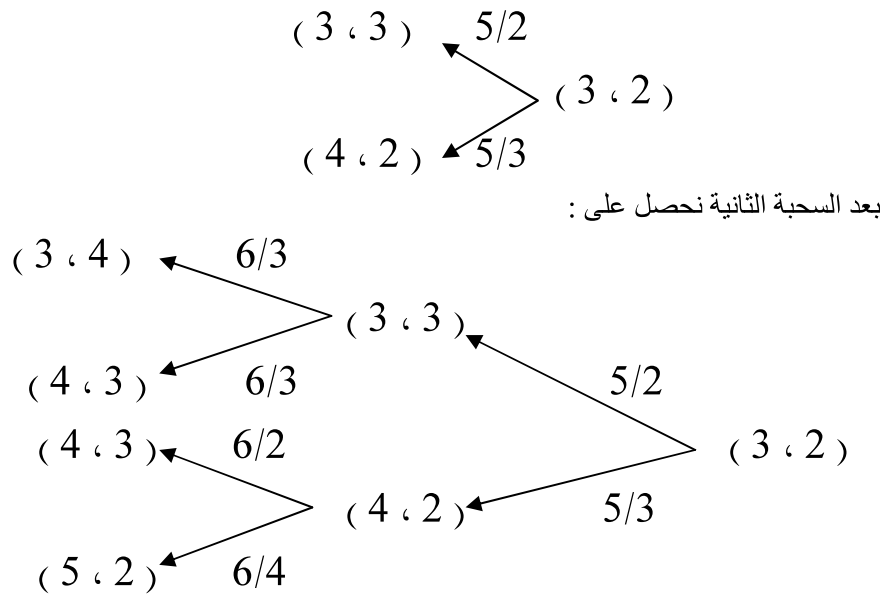 ( 3 ، 3 ) 5/2
( 3 ، 2 )
( 4 ، 2 ) 5/3
بعد السحبة الثانية نحصل على :
( 3 ، 4 ) 6/3
( 3 ، 3 )
( 4 ، 3 ) 6/3 5/2
( 4 ، 3 ) 6/2 ( 3 ، 2 )
( 4 ، 2 ) 5/3
( 5 ، 2 ) 6/4